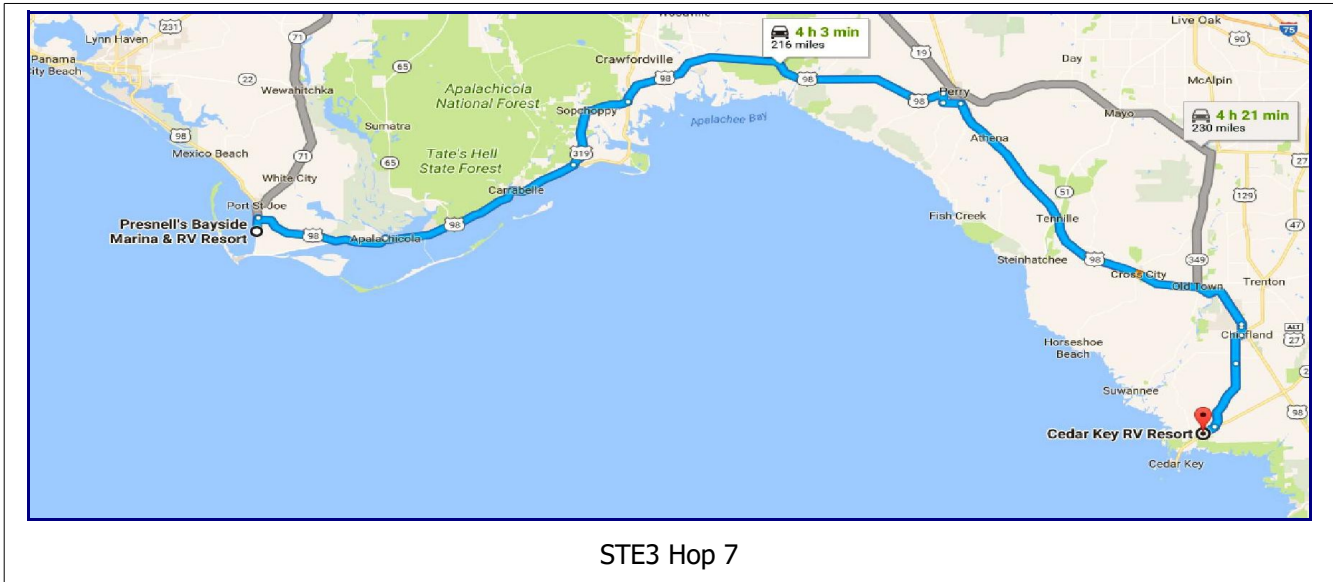 Woodville
Live Oak
231
Lynn Haven
71
4 h 3 min
216 miles
19
90
75
Panama
City Beach
65
Crawfordville
98
Day
McAlpin
22
Wewahitchka
Apalachicola
National Forest
98
98
Perry
Sopchoppy
Apalachee Bay
Mayo
4 h 21 min
230 miles
98
Sumatra
Athena
Mexico Beach
71
65
Tate's Hell
State Forest
319
27
White City
Carrabelle
51
129
Port St Joe
Presnell's Bayside
Marina & RV Resort
98
98
Apalachicola
Fish Creek
Tennille
47
Steinhatchee
98
349
Cross City
Old Town
Trenton
Chiefland
ALT
27
Horseshoe
Beach
Suwannee
98
Cedar Key RV Resort
Cedar Key
STE3 Hop 7